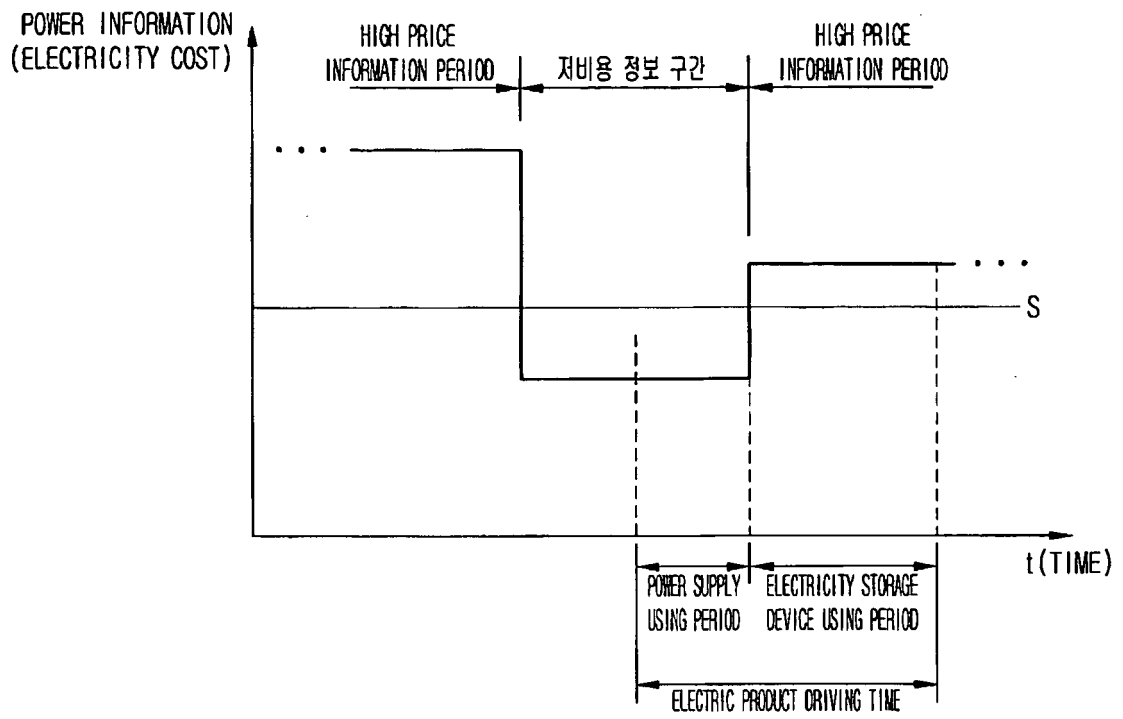 POWER INFORMATION
(ELECTRICITY COST)
HIGH PRICE
INFORMATION PERIOD
저비용 정보 구간
HIGH PRICE
INFORMATION PERIOD
S
t(TIME)
POWER SUPPLY
USING PERIOD
ELECTRICITY STORAGE
DEVICE USING PERIOD
ELECTRIC PRODUCT DRIVING TIME